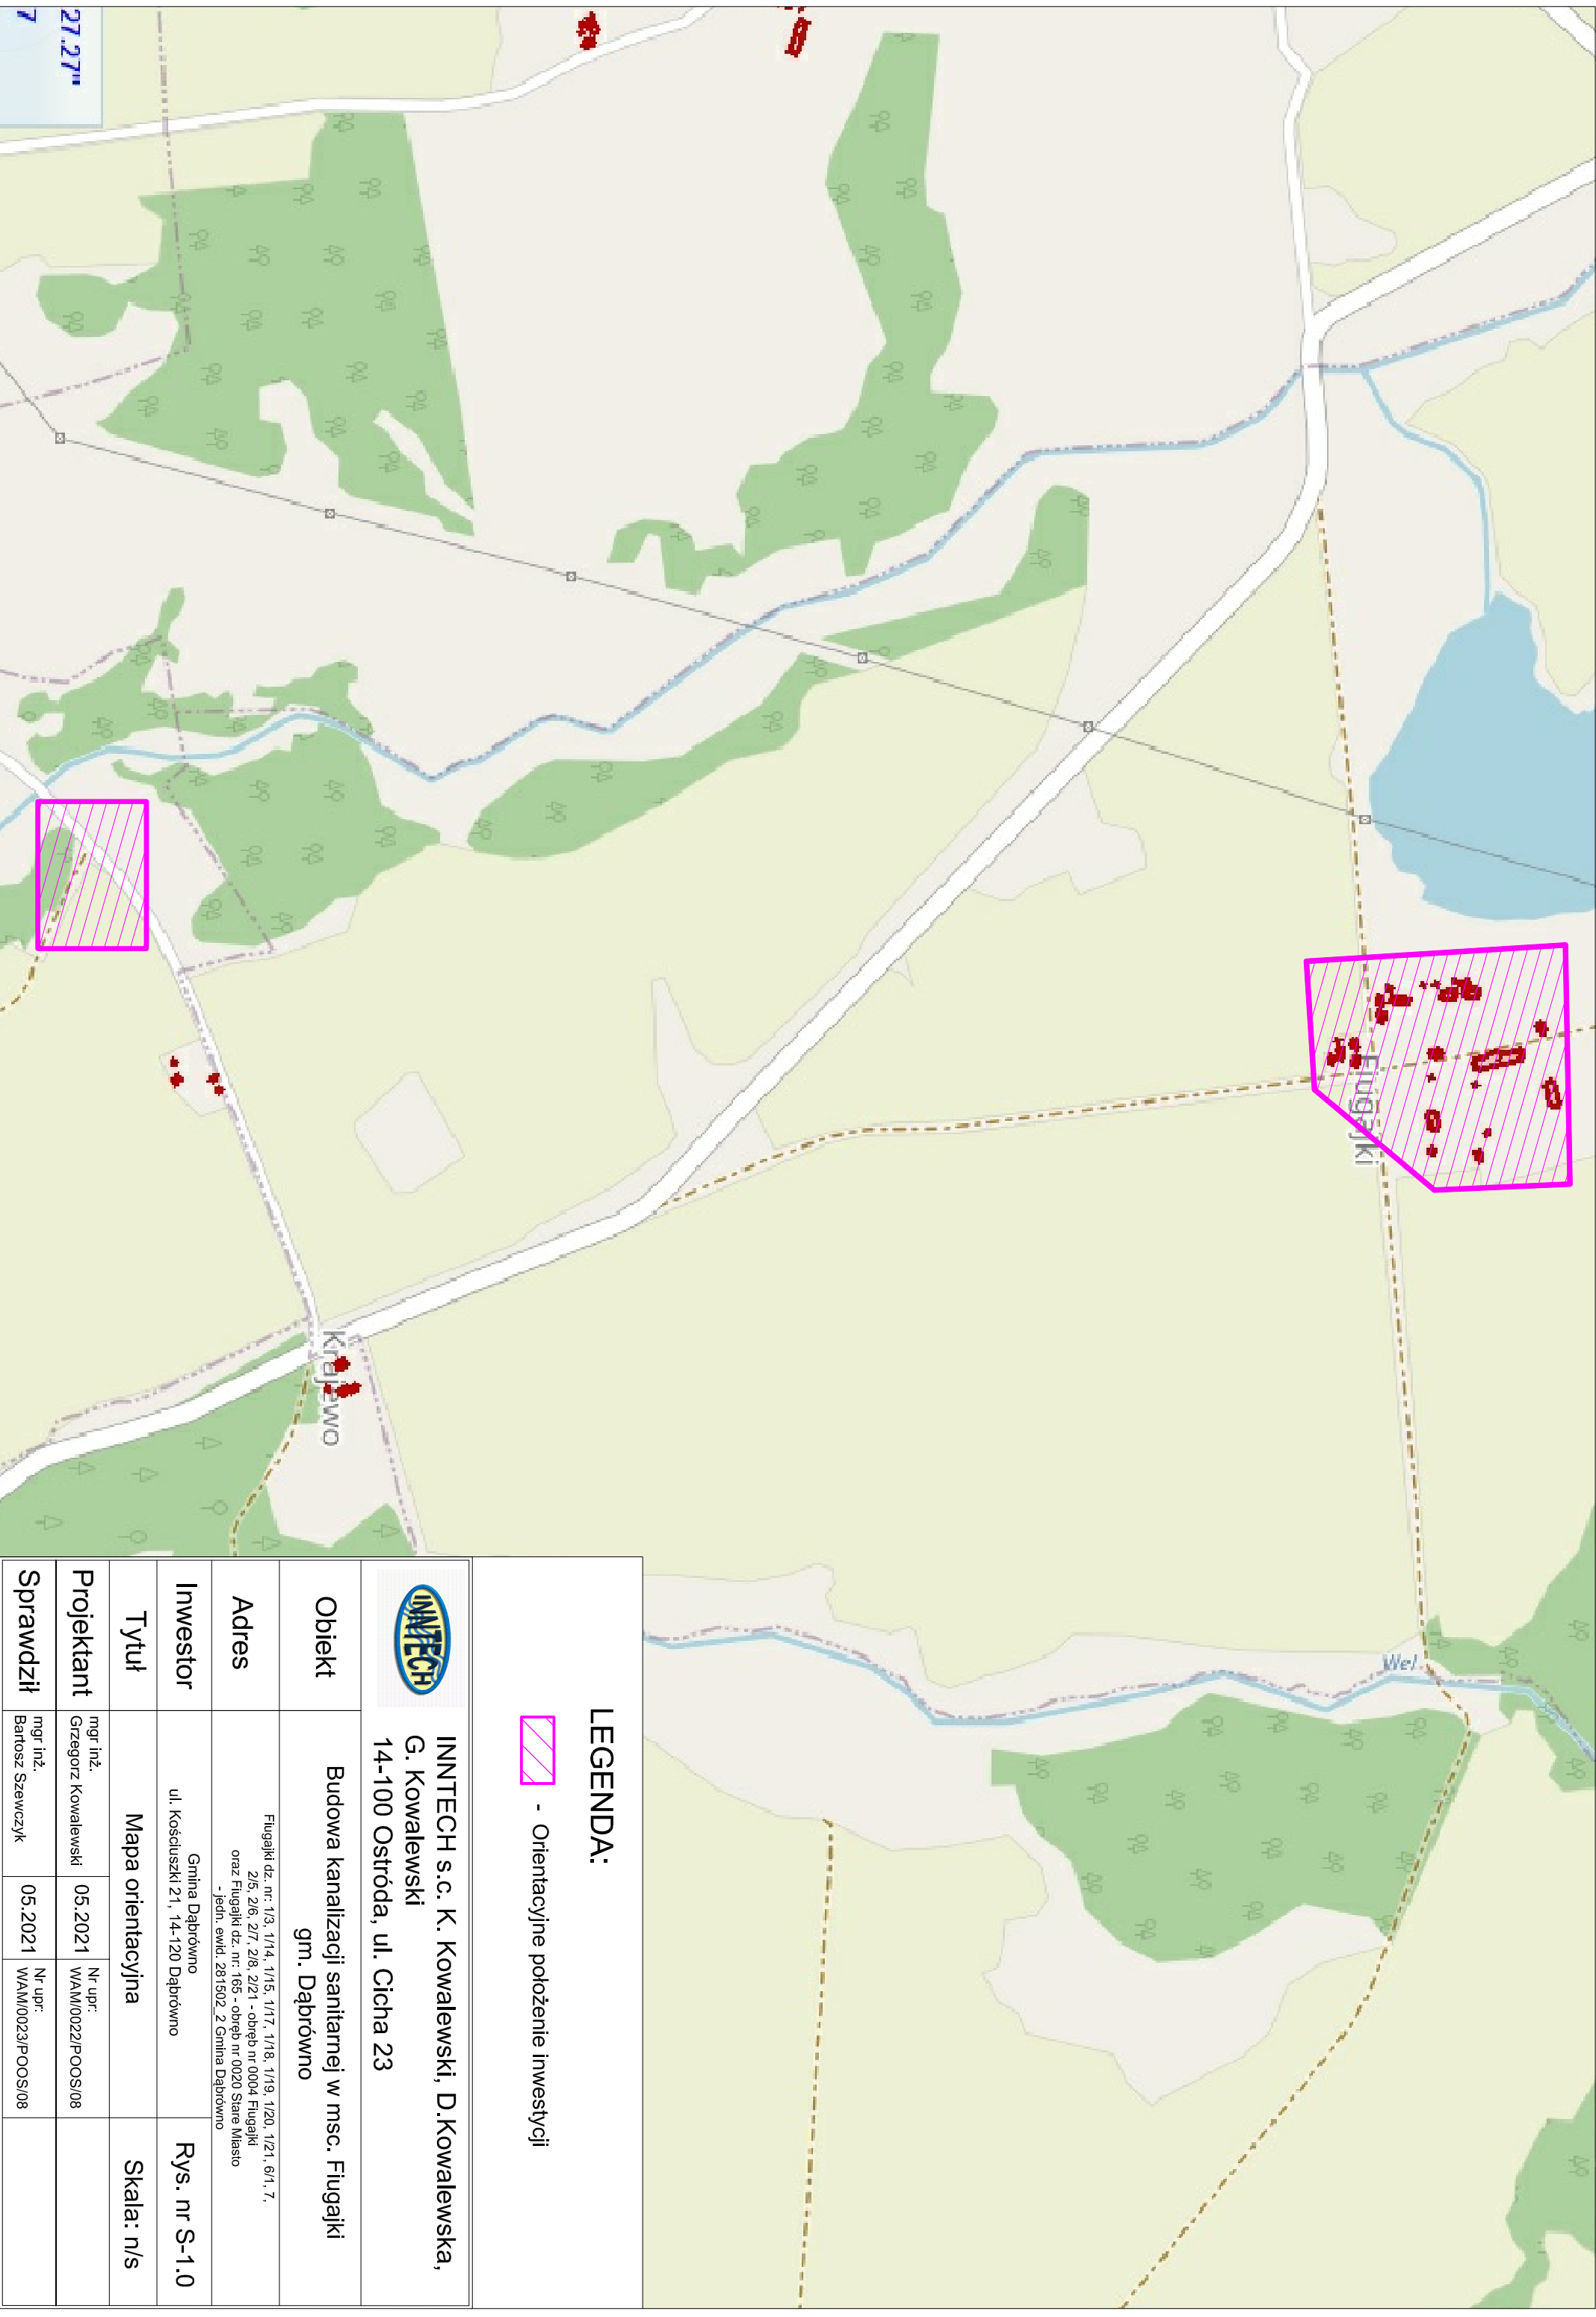 27.27"
7
Fiugajki
Krajewo
Wel
LEGENDA:
- Orientacyjne położenie inwestycji
INNTECH
INNTECH s.c. K. Kowalewski, D.Kowalewska,
G. Kowalewski
14-100 Ostróda, ul. Cicha 23
Obiekt
Budowa kanalizacji sanitarnej w msc. Fiugajki
gm. Dąbrówno
Adres
Fiugajki dz. nr: 1/3, 1/14, 1/15, 1/17, 1/18, 1/19, 1/20, 1/21, 6/1, 7,
2/5, 2/6, 2/7, 2/8, 2/21 - obręb nr 0004 Fiugajki
oraz Fiugajki dz. nr: 165 - obręb nr 0020 Stare Miasto
- jedn. ewid. 281502_2 Gmina Dąbrówno
Inwestor
Gmina Dąbrówno
ul. Kościuszki 21, 14-120 Dąbrówno
Rys. nr S-1.0
Tytuł
Mapa orientacyjna
Skala: n/s
Projektant
mgr inż.
Grzegorz Kowalewski
05.2021
Nr upr:
WAM/0022/POOS/08
Sprawdził
mgr inż.
Bartosz Szewczyk
05.2021
Nr upr:
WAM/0023/POOS/08